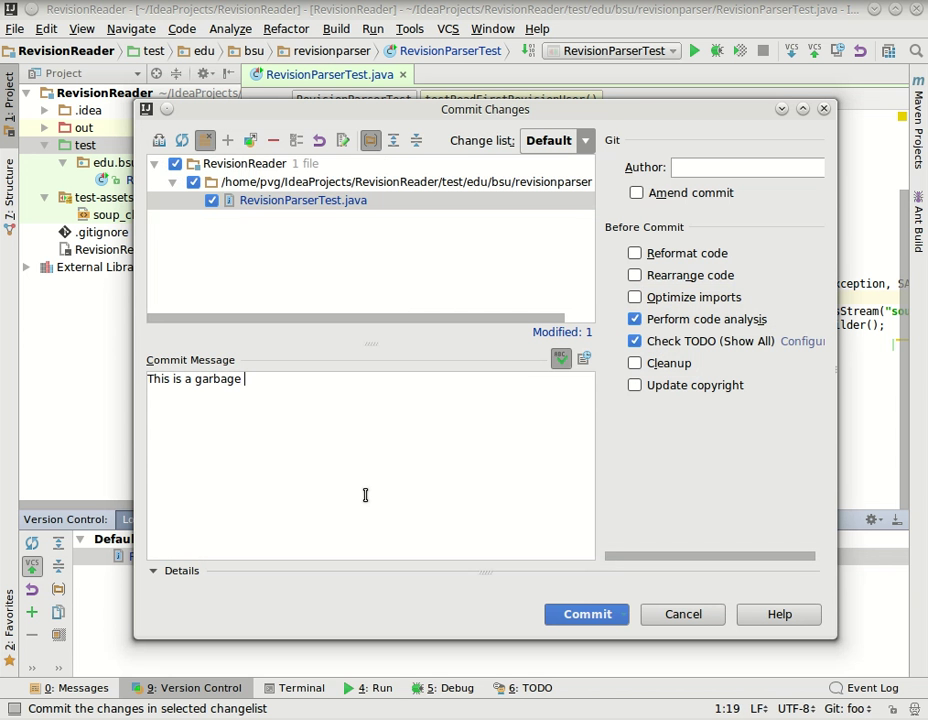 RevisionReader - [~/IdeaProjects/RevisionReader] - [RevisionReader] - ~/IdeaProjects/RevisionReader/test/edu/bsu/revisionparser/RevisionParserTest.java - I...
File Edit View Navigate Code Analyze Refactor Build Run Tools VCS Window Help
RevisionReader test edu bsu revisionparser RevisionParserTest RevisionParserTest
1: Project
7: Structure
2: Favorites
Project
RevisionParserTest.java
RevisionReader ~/IdeaProjects/
.idea
out
test
edu.bsu
R
test-assets
soup_cl
.gitignore
RevisionRe
External Libra
RevisionParserTest testReadFirstRevisionUser()
Commit Changes
Change list: Default
RevisionReader 1 file
/home/pvg/IdeaProjects/RevisionReader/test/edu/bsu/revisionparser
RevisionParserTest.java
Modified: 1
Commit Message
This is a garbage
Details
Git
Author:
Amend commit
Before Commit
Reformat code
Rearrange code
Optimize imports
Perform code analysis
Check TODO (Show All) Configu
Cleanup
Update copyright
Commit Cancel Help
xception, SA
sStream("sou
ilder();
Maven Projects
Ant Build
Version Control: Lo
Defaul
0: Messages 9: Version Control Terminal 4: Run 5: Debug 6: TODO Event Log
Commit the changes in selected changelist 1:19 LF UTF-8 Git: foo